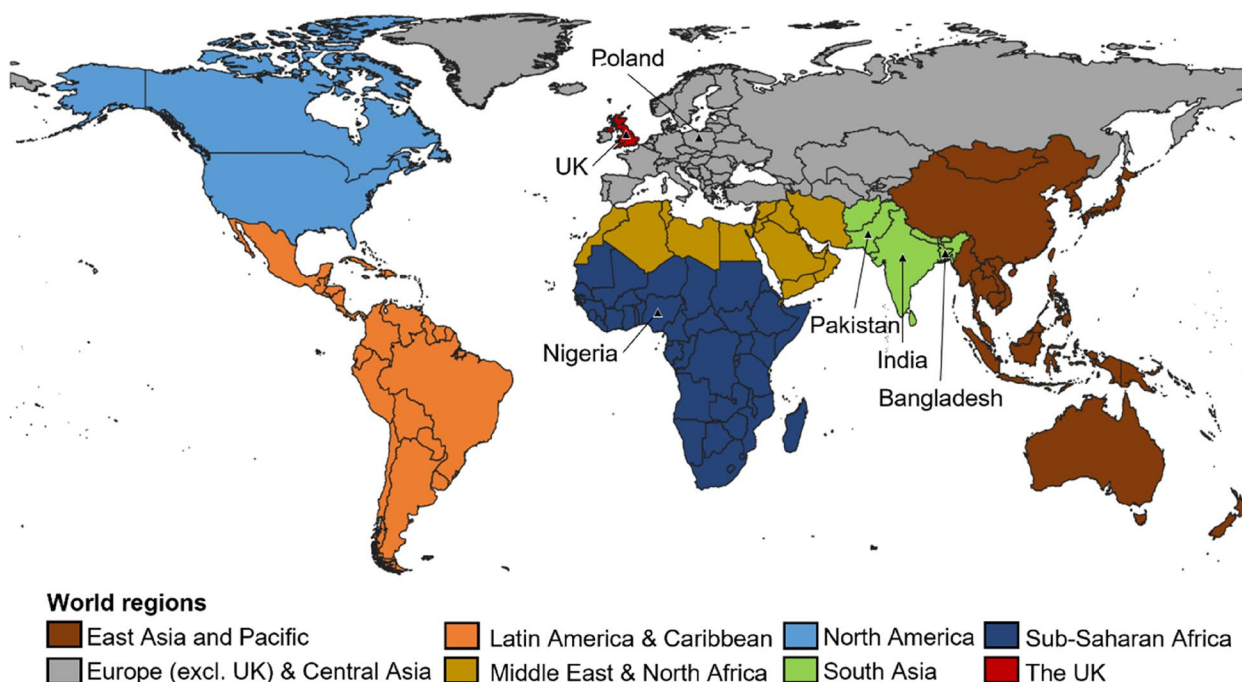 Poland
UK
Nigeria
Pakistan
India
Bangladesh
World regions
East Asia and Pacific
Latin America & Caribbean
North America
Sub-Saharan Africa
Europe (excl. UK) & Central Asia
Middle East & North Africa
South Asia
The UK